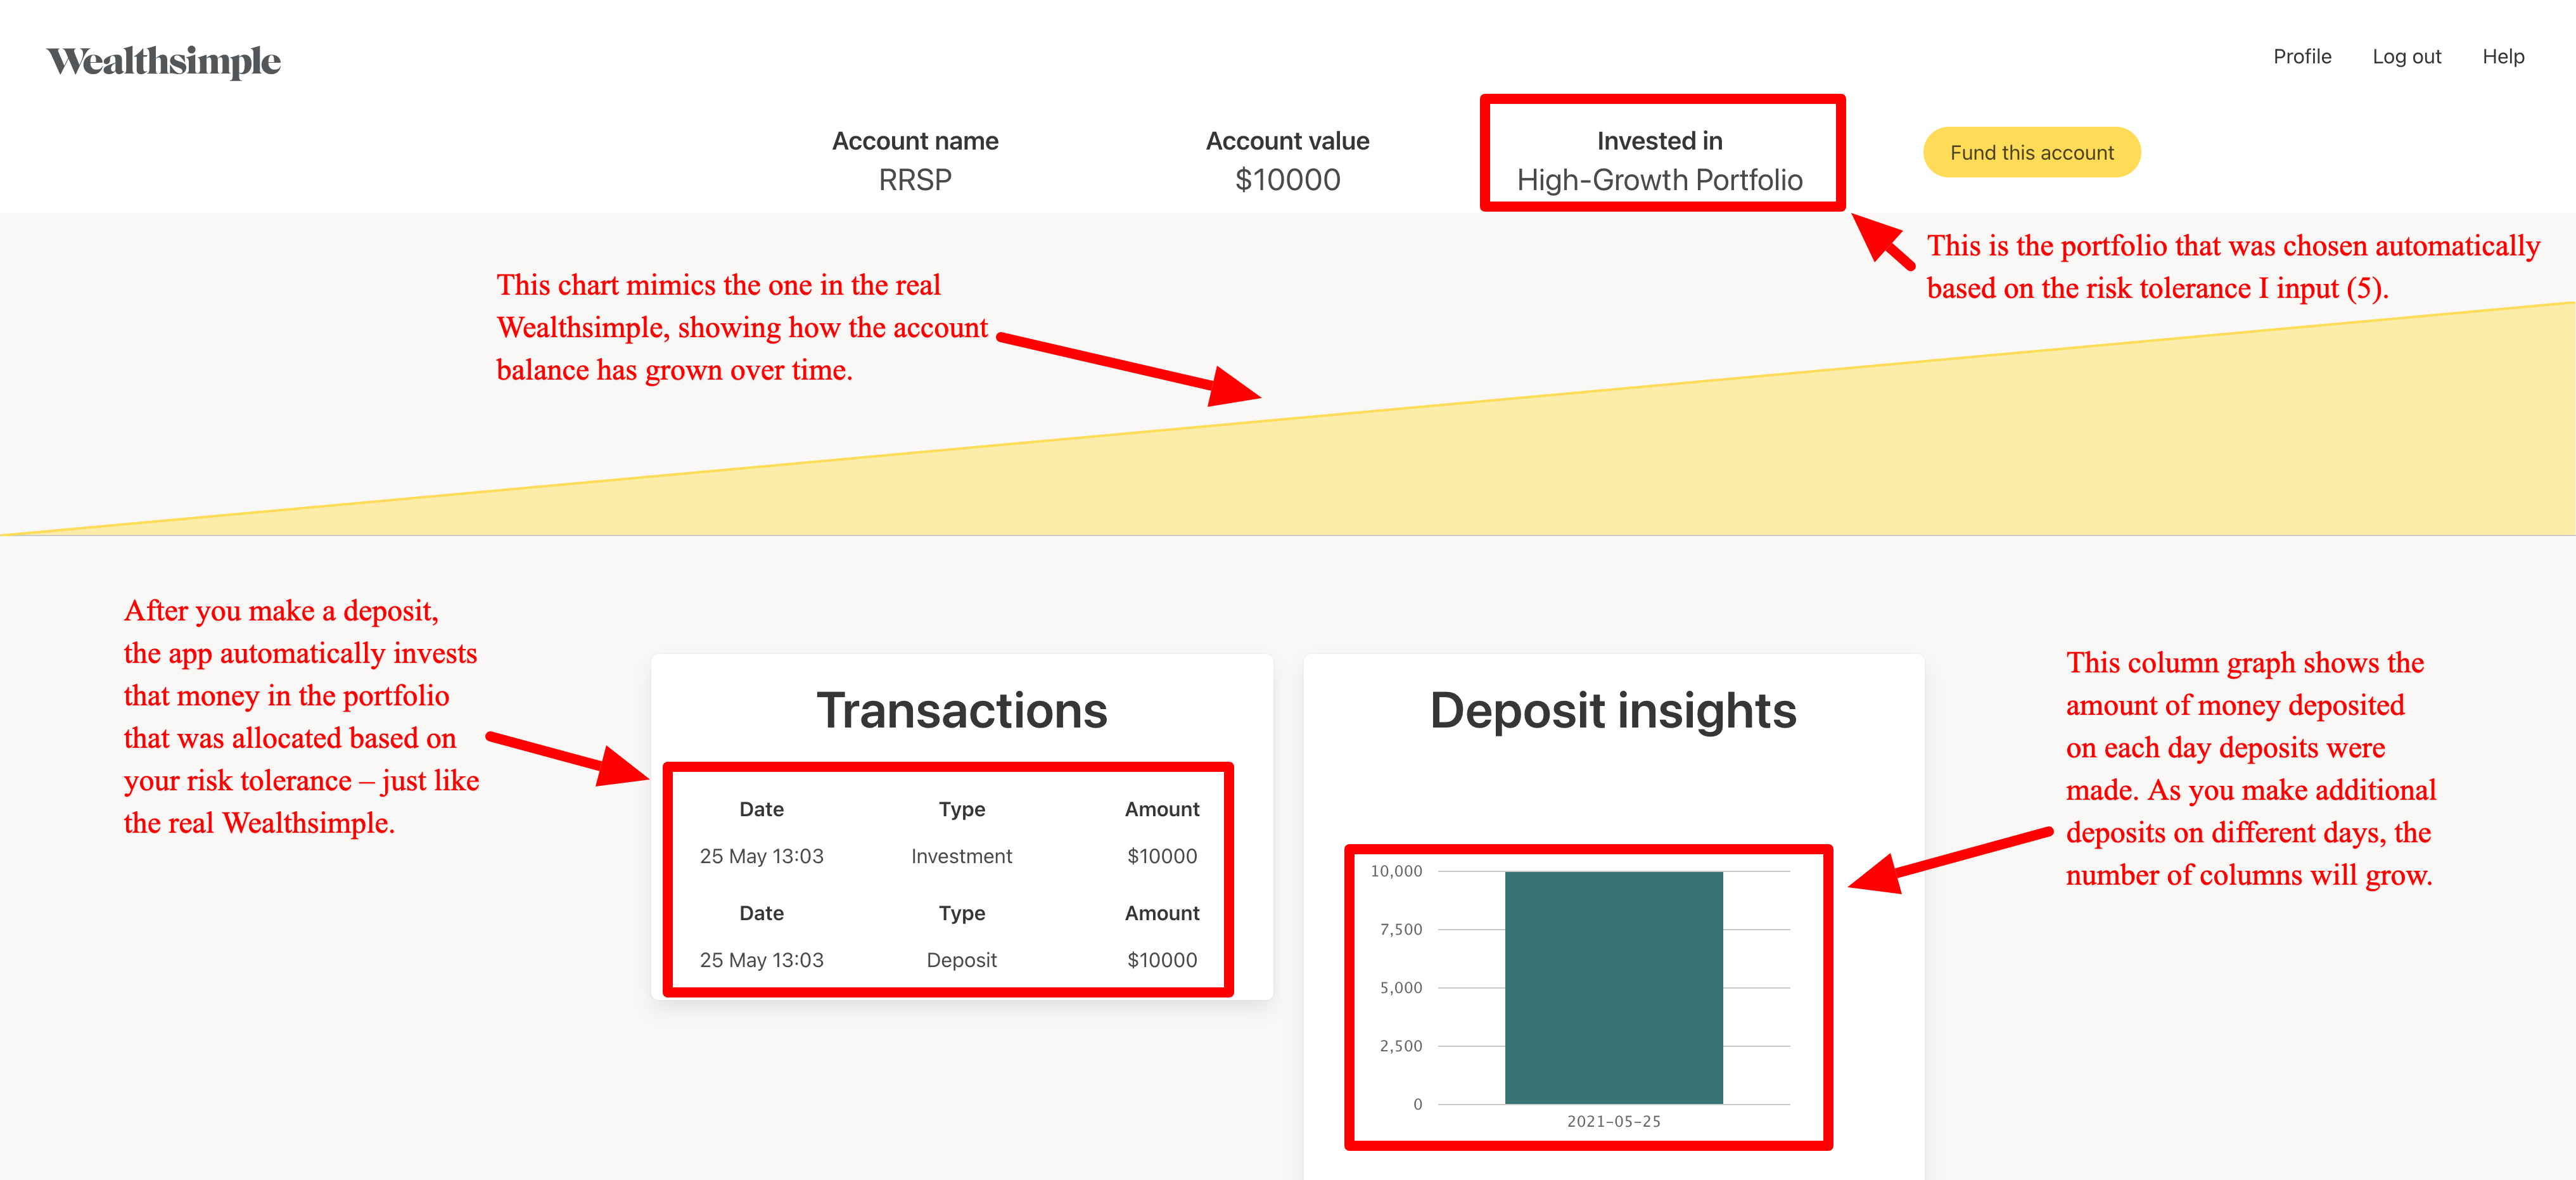 Wealthsimple
Profile
Log out
Help
Account name
RRSP
Account value
$10000
Invested in
High-Growth Portfolio
Fund this account
This is the portfolio that was chosen automatically
based on the risk tolerance I input (5).
This chart mimics the one in the real
Wealthsimple, showing how the account
balance has grown over time.
After you make a deposit,
the app automatically invests
that money in the portfolio
that was allocated based on
your risk tolerance – just like
the real Wealthsimple.
Transactions
Date Type Amount
25 May 13:03 Investment $10000
Date Type Amount
25 May 13:03 Deposit $10000
Deposit insights
10,000
7,500
5,000
2,500
0
2021-05-25
This column graph shows the
amount of money deposited
on each day deposits were
made. As you make additional
deposits on different days, the
number of columns will grow.